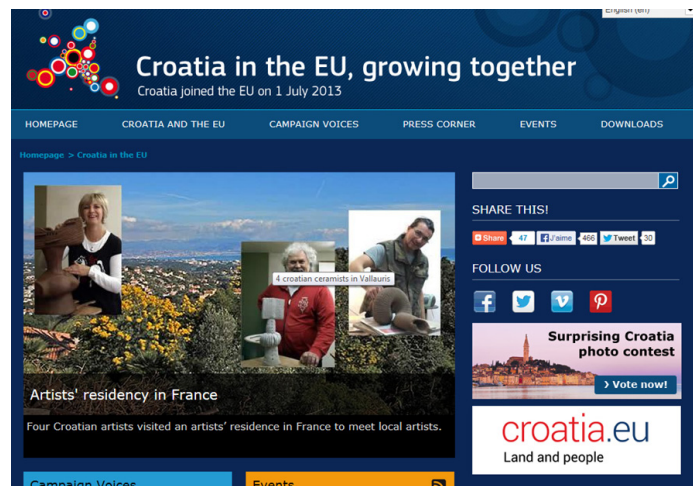 English (en)
Croatia in the EU, growing together
Croatia joined the EU on 1 July 2013
HOMEPAGE CROATIA AND THE EU CAMPAIGN VOICES PRESS CORNER EVENTS DOWNLOADS
Homepage > Croatia in the EU
SHARE THIS!
Share 47 J'aime 466 Tweet 30
FOLLOW US
4 croatian ceramists in Vallauris
Surprising Croatia
photo contest
> Vote now!
Artists' residency in France
Four Croatian artists visited an artists' residence in France to meet local artists.
croatia.eu
Land and people
Campaign Voices
Events